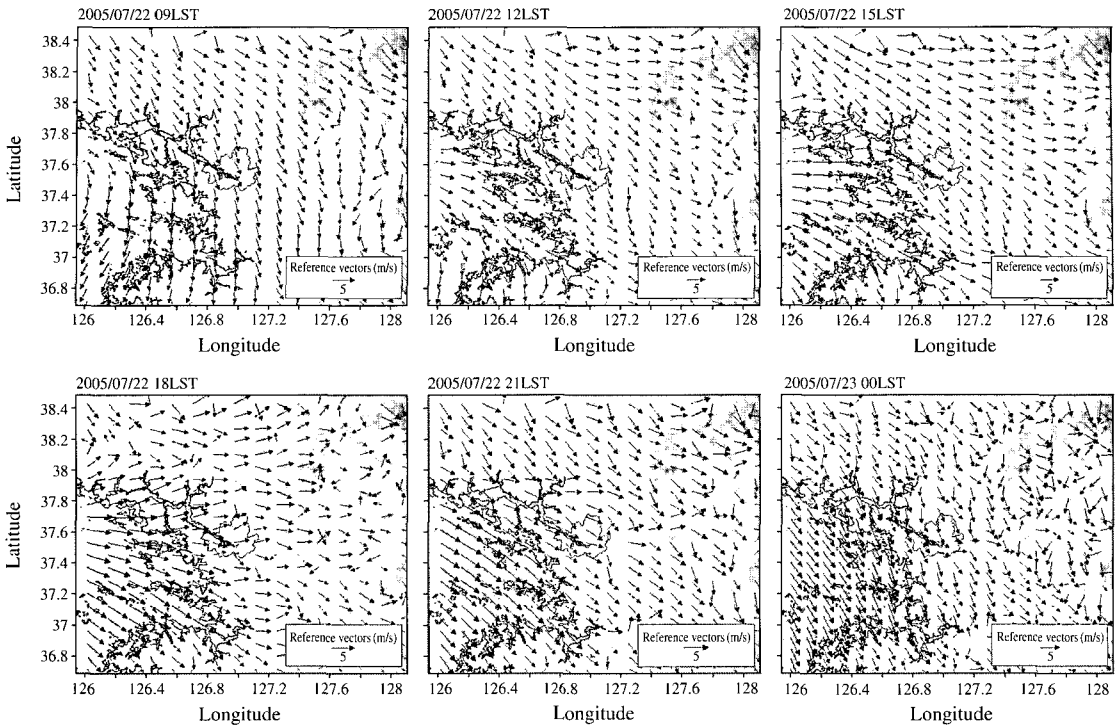 2005/07/22 09LST
38.4
38.2
38
37.8
37.6
37.4
37.2
37
36.8
Latitude
Reference vectors (m/s)
5
126 126.4 126.8 127.2 127.6 128
Longitude
2005/07/22 12LST
Reference vectors (m/s)
5
126 126.4 126.8 127.2 127.6 128
Longitude
2005/07/22 15LST
Reference vectors (m/s)
5
126 126.4 126.8 127.2 127.6 128
Longitude
2005/07/22 18LST
38.4
38.2
38
37.8
37.6
37.4
37.2
37
36.8
Latitude
Reference vectors (m/s)
5
126 126.4 126.8 127.2 127.6 128
Longitude
2005/07/22 21LST
Reference vectors (m/s)
5
126 126.4 126.8 127.2 127.6 128
Longitude
2005/07/23 00LST
Reference vectors (m/s)
5
126 126.4 126.8 127.2 127.6 128
Longitude